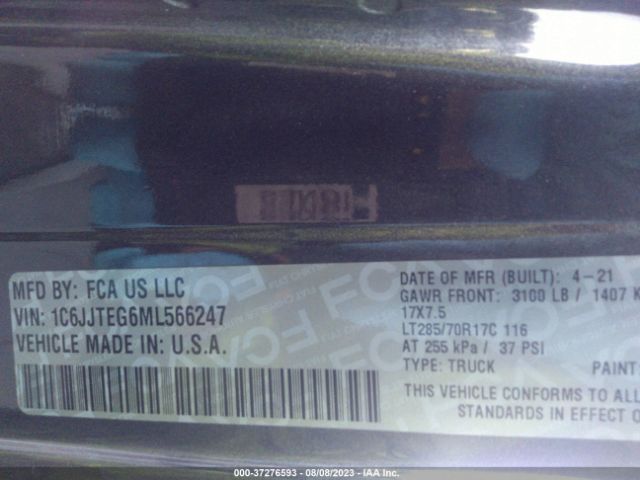 MFD BY: FCA US LLC
VIN: 1C6JJTEG6ML566247
VEHICLE MADE IN: U.S.A.
DATE OF MFR (BUILT): 4-21
GAWR FRONT: 3100 LB / 1407 K
17X7.5
LT285/70R17C 116
AT 255 kPa / 37 PSI
TYPE: TRUCK PAINT:
THIS VEHICLE CONFORMS TO ALL
STANDARDS IN EFFECT O
000-37276593 - 08/08/2023 - IAA Inc.